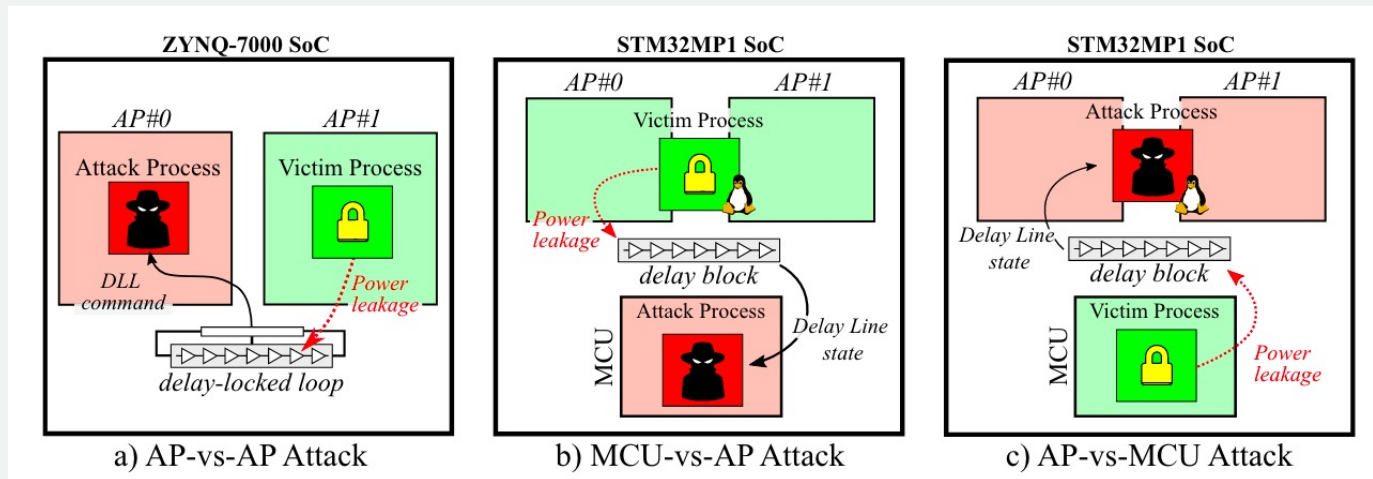 ZYNQ-7000 SoC
AP#0
AP#1
Attack Process
Victim Process
DLL
command
Power
leakage
delay-locked loop
a) AP-vs-AP Attack
STM32MP1 SoC
AP#0
AP#1
Victim Process
Power
leakage
delay block
Attack Process
MCU
Delay Line
state
b) MCU-vs-AP Attack
STM32MP1 SoC
AP#0
AP#1
Attack Process
Delay Line
state
delay block
Victim Process
MCU
Power
leakage
c) AP-vs-MCU Attack